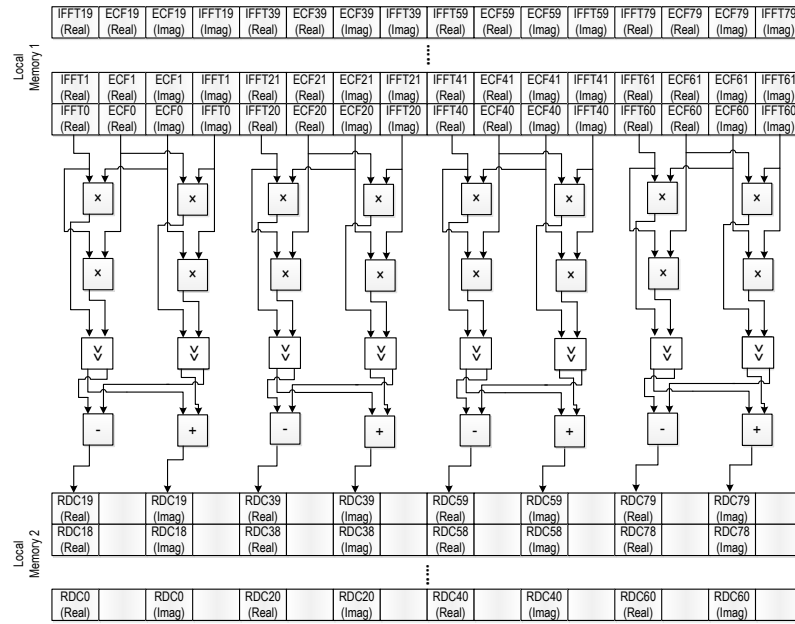 Local Memory 1
IFFT19 ECF19 ECF19 IFFT19 IFFT39 ECF39 ECF39 IFFT39 IFFT59 ECF59 ECF59 IFFT59 IFFT79 ECF79 ECF79 IFFT79
(Real) (Real) (Imag) (Imag) (Real) (Real) (Imag) (Imag) (Real) (Real) (Imag) (Imag) (Real) (Real) (Imag) (Imag)
IFFT1 ECF1 ECF1 IFFT1 IFFT21 ECF21 ECF21 IFFT21 IFFT41 ECF41 ECF41 IFFT41 IFFT61 ECF61 ECF61 IFFT61
(Real) (Real) (Imag) (Imag) (Real) (Real) (Imag) (Imag) (Real) (Real) (Imag) (Imag) (Real) (Real) (Imag) (Imag)
IFFT0 ECF0 ECF0 IFFT0 IFFT20 ECF20 ECF20 IFFT20 IFFT40 ECF40 ECF40 IFFT40 IFFT60 ECF60 ECF60 IFFT60
(Real) (Real) (Imag) (Imag) (Real) (Real) (Imag) (Imag) (Real) (Real) (Imag) (Imag) (Real) (Real) (Imag) (Imag)
× × × × × × × ×
× × × × × × × ×
>> >> >> >> >> >> >> >>
- + - + - + - +
Local Memory 2
RDC19 RDC19 RDC39 RDC39 RDC59 RDC59 RDC79 RDC79
(Real) (Imag) (Real) (Imag) (Real) (Imag) (Real) (Imag)
RDC18 RDC18 RDC38 RDC38 RDC58 RDC58 RDC78 RDC78
(Real) (Imag) (Real) (Imag) (Real) (Imag) (Real) (Imag)
RDC0 RDC0 RDC20 RDC20 RDC40 RDC40 RDC60 RDC60
(Real) (Imag) (Real) (Imag) (Real) (Imag) (Real) (Imag)